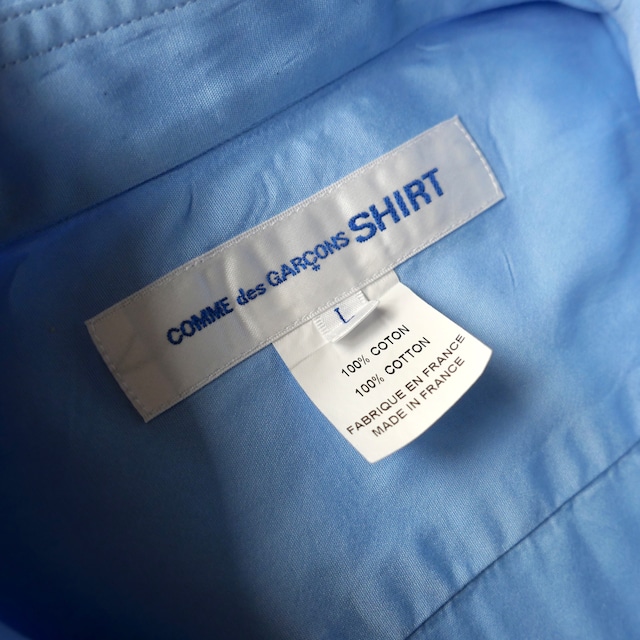 COMME des GARÇONS SHIRT
L
100% COTON
100% COTTON
FABRIQUE EN FRANCE
MADE IN FRANCE